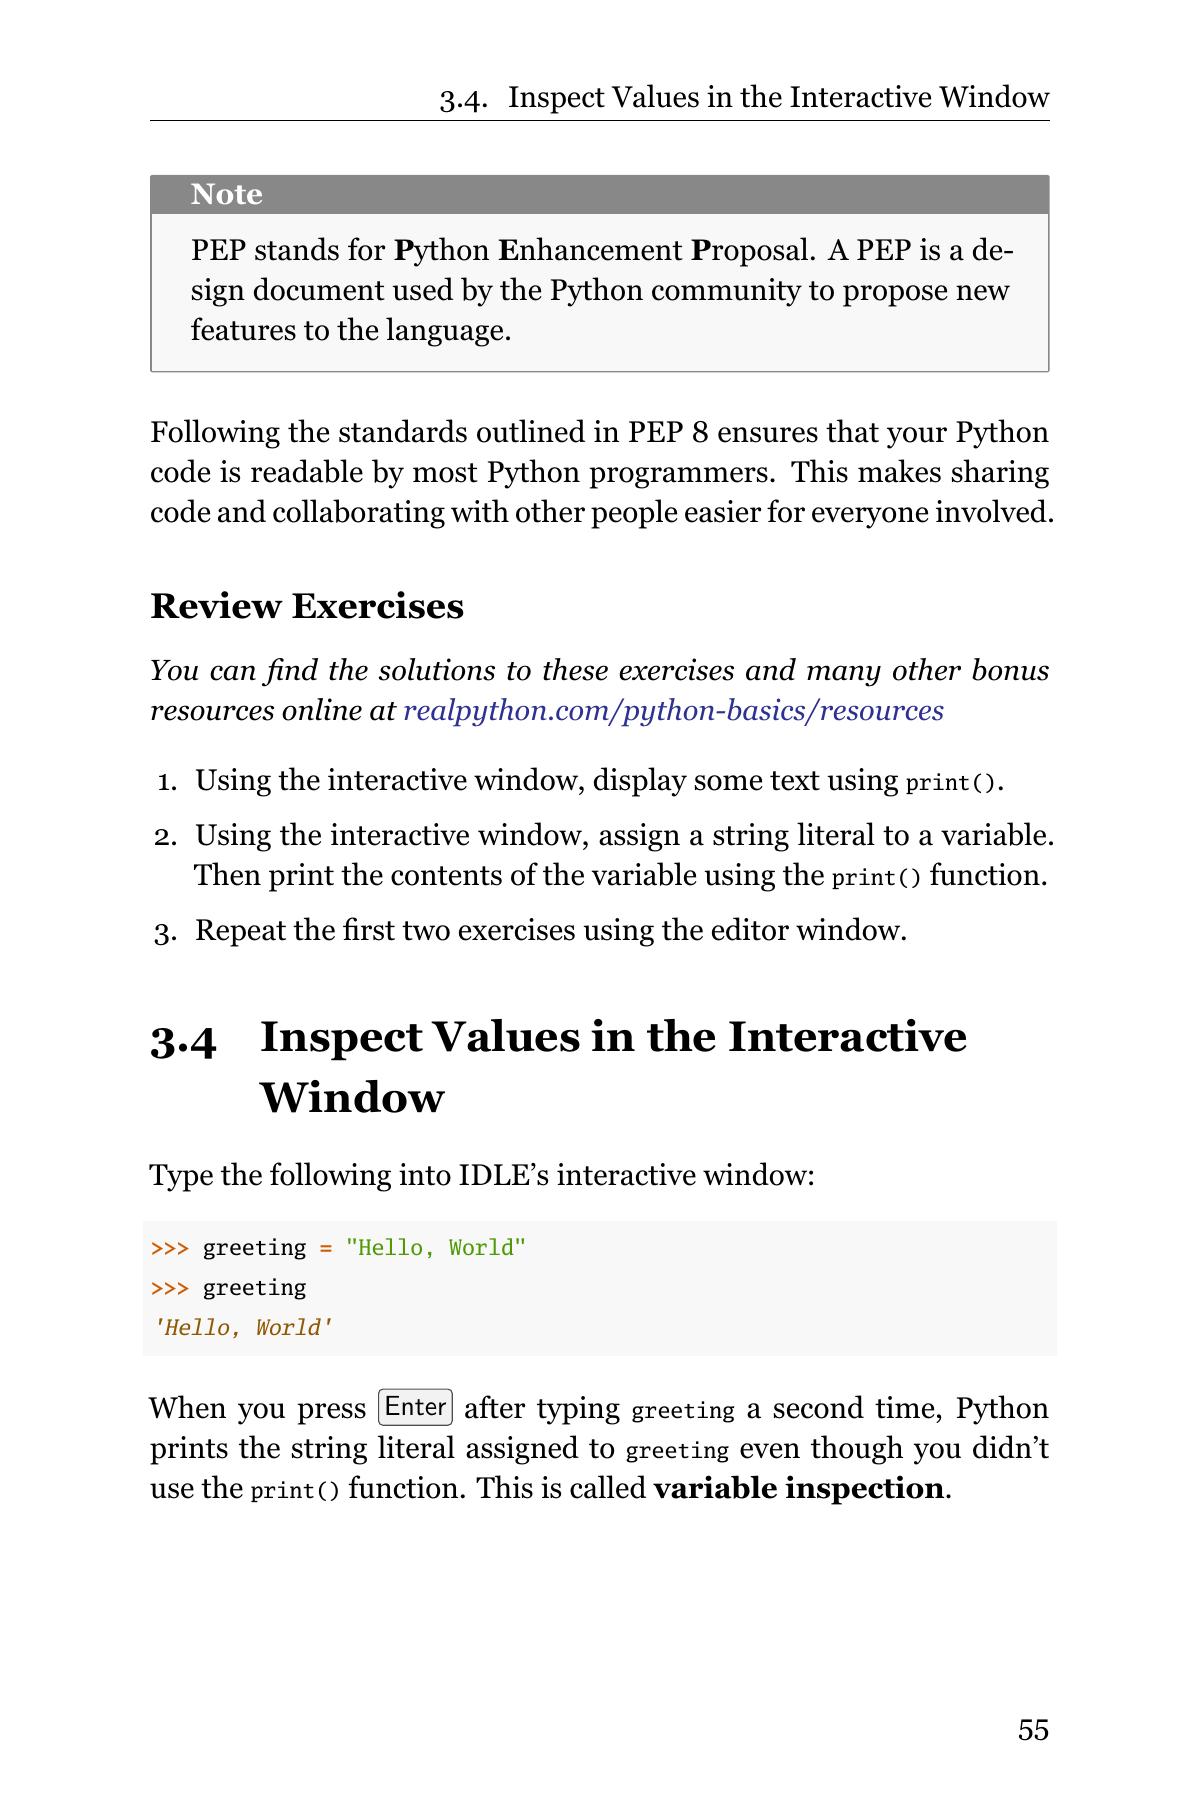 3.4. Inspect Values in the Interactive Window
Note
PEP stands for Python Enhancement Proposal. A PEP is a de-
sign document used by the Python community to propose new
features to the language.
Following the standards outlined in PEP 8 ensures that your Python
code is readable by most Python programmers. This makes sharing
code and collaborating with other people easier for everyone involved.
Review Exercises
You can find the solutions to these exercises and many other bonus
resources online at realpython.com/python-basics/resources
1. Using the interactive window, display some text using print().
2. Using the interactive window, assign a string literal to a variable.
Then print the contents of the variable using the print() function.
3. Repeat the first two exercises using the editor window.
3.4 Inspect Values in the Interactive
Window
Type the following into IDLE’s interactive window:
>>> greeting = "Hello, World"
>>> greeting
'Hello, World'
When you press Enter after typing greeting a second time, Python
prints the string literal assigned to greeting even though you didn’t
use the print() function. This is called variable inspection.
55